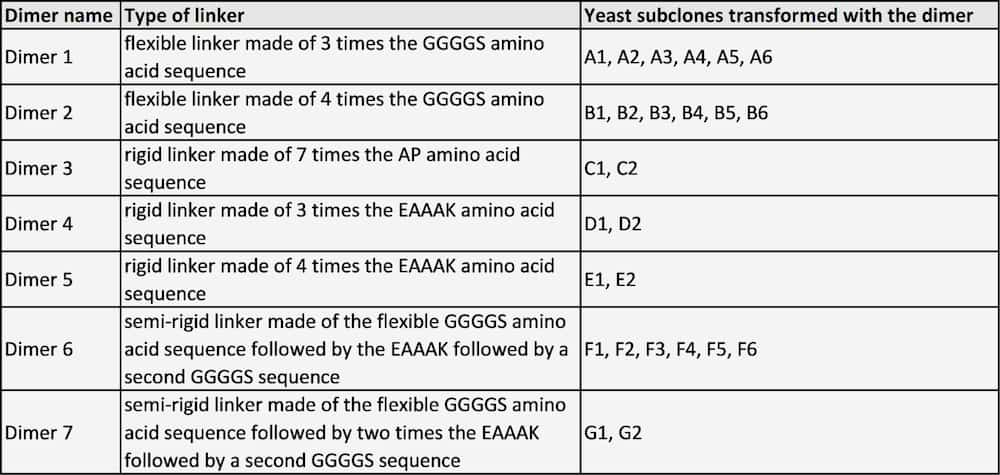 Dimer name Type of linker Yeast subclones transformed with the dimer
Dimer 1 flexible linker made of 3 times the GGGGS amino
acid sequence A1, A2, A3, A4, A5, A6
Dimer 2 flexible linker made of 4 times the GGGGS amino
acid sequence B1, B2, B3, B4, B5, B6
Dimer 3 rigid linker made of 7 times the AP amino acid
sequence C1, C2
Dimer 4 rigid linker made of 3 times the EAAAK amino acid
sequence D1, D2
Dimer 5 rigid linker made of 4 times the EAAAK amino acid
sequence E1, E2
Dimer 6 semi-rigid linker made of the flexible GGGGS amino
acid sequence followed by the EAAAK followed by a
second GGGGS sequence F1, F2, F3, F4, F5, F6
Dimer 7 semi-rigid linker made of the flexible GGGGS amino
acid sequence followed by two times the EAAAK
followed by a second GGGGS sequence G1, G2